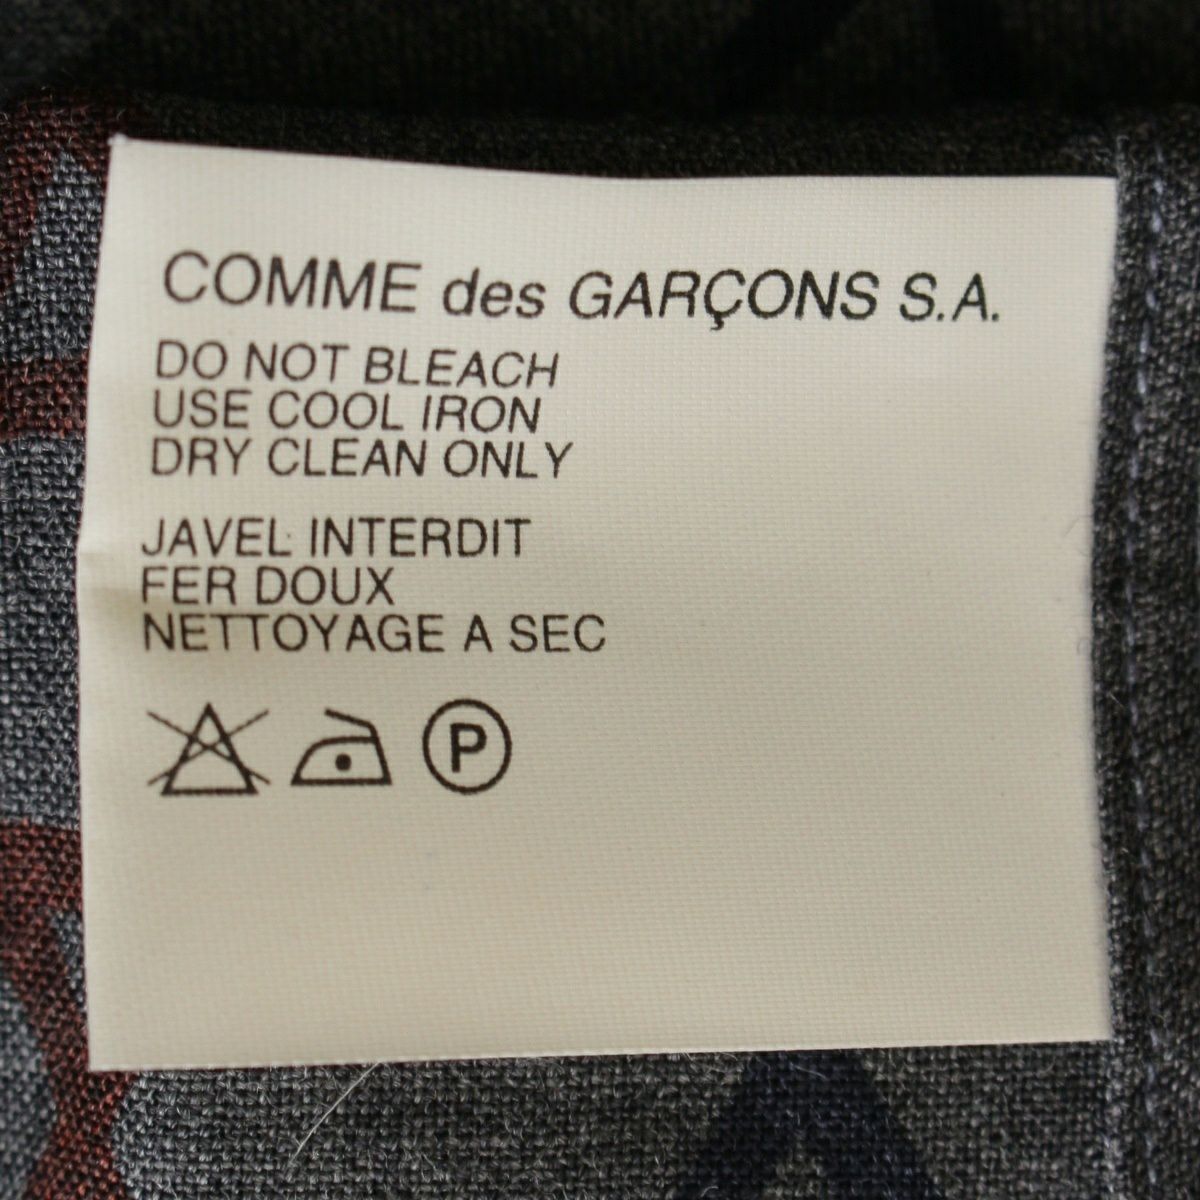 COMME des GARÇONS S.A.
DO NOT BLEACH
USE COOL IRON
DRY CLEAN ONLY
JAVEL INTERDIT
FER DOUX
NETTOYAGE A SEC
P